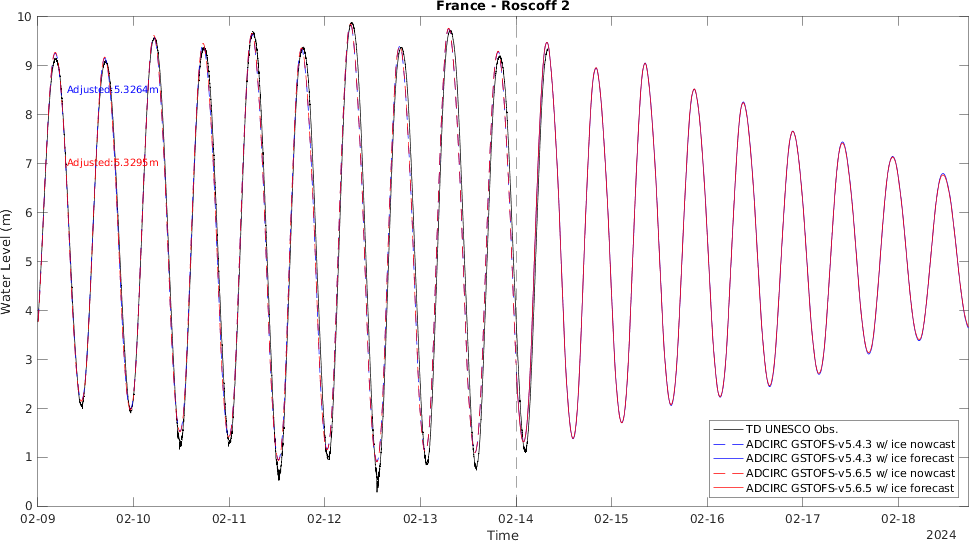 France - Roscoff 2
10
9
8
7
6
5
4
3
2
1
0
Water Level (m)
Adjusted:5.3264m
Adjusted:5.3295m
TD UNESCO Obs.
ADCIRC GSTOFS-v5.4.3 w/ ice nowcast
ADCIRC GSTOFS-v5.4.3 w/ ice forecast
ADCIRC GSTOFS-v5.6.5 w/ ice nowcast
ADCIRC GSTOFS-v5.6.5 w/ ice forecast
02-09 02-10 02-11 02-12 02-13 02-14 02-15 02-16 02-17 02-18
Time
2024